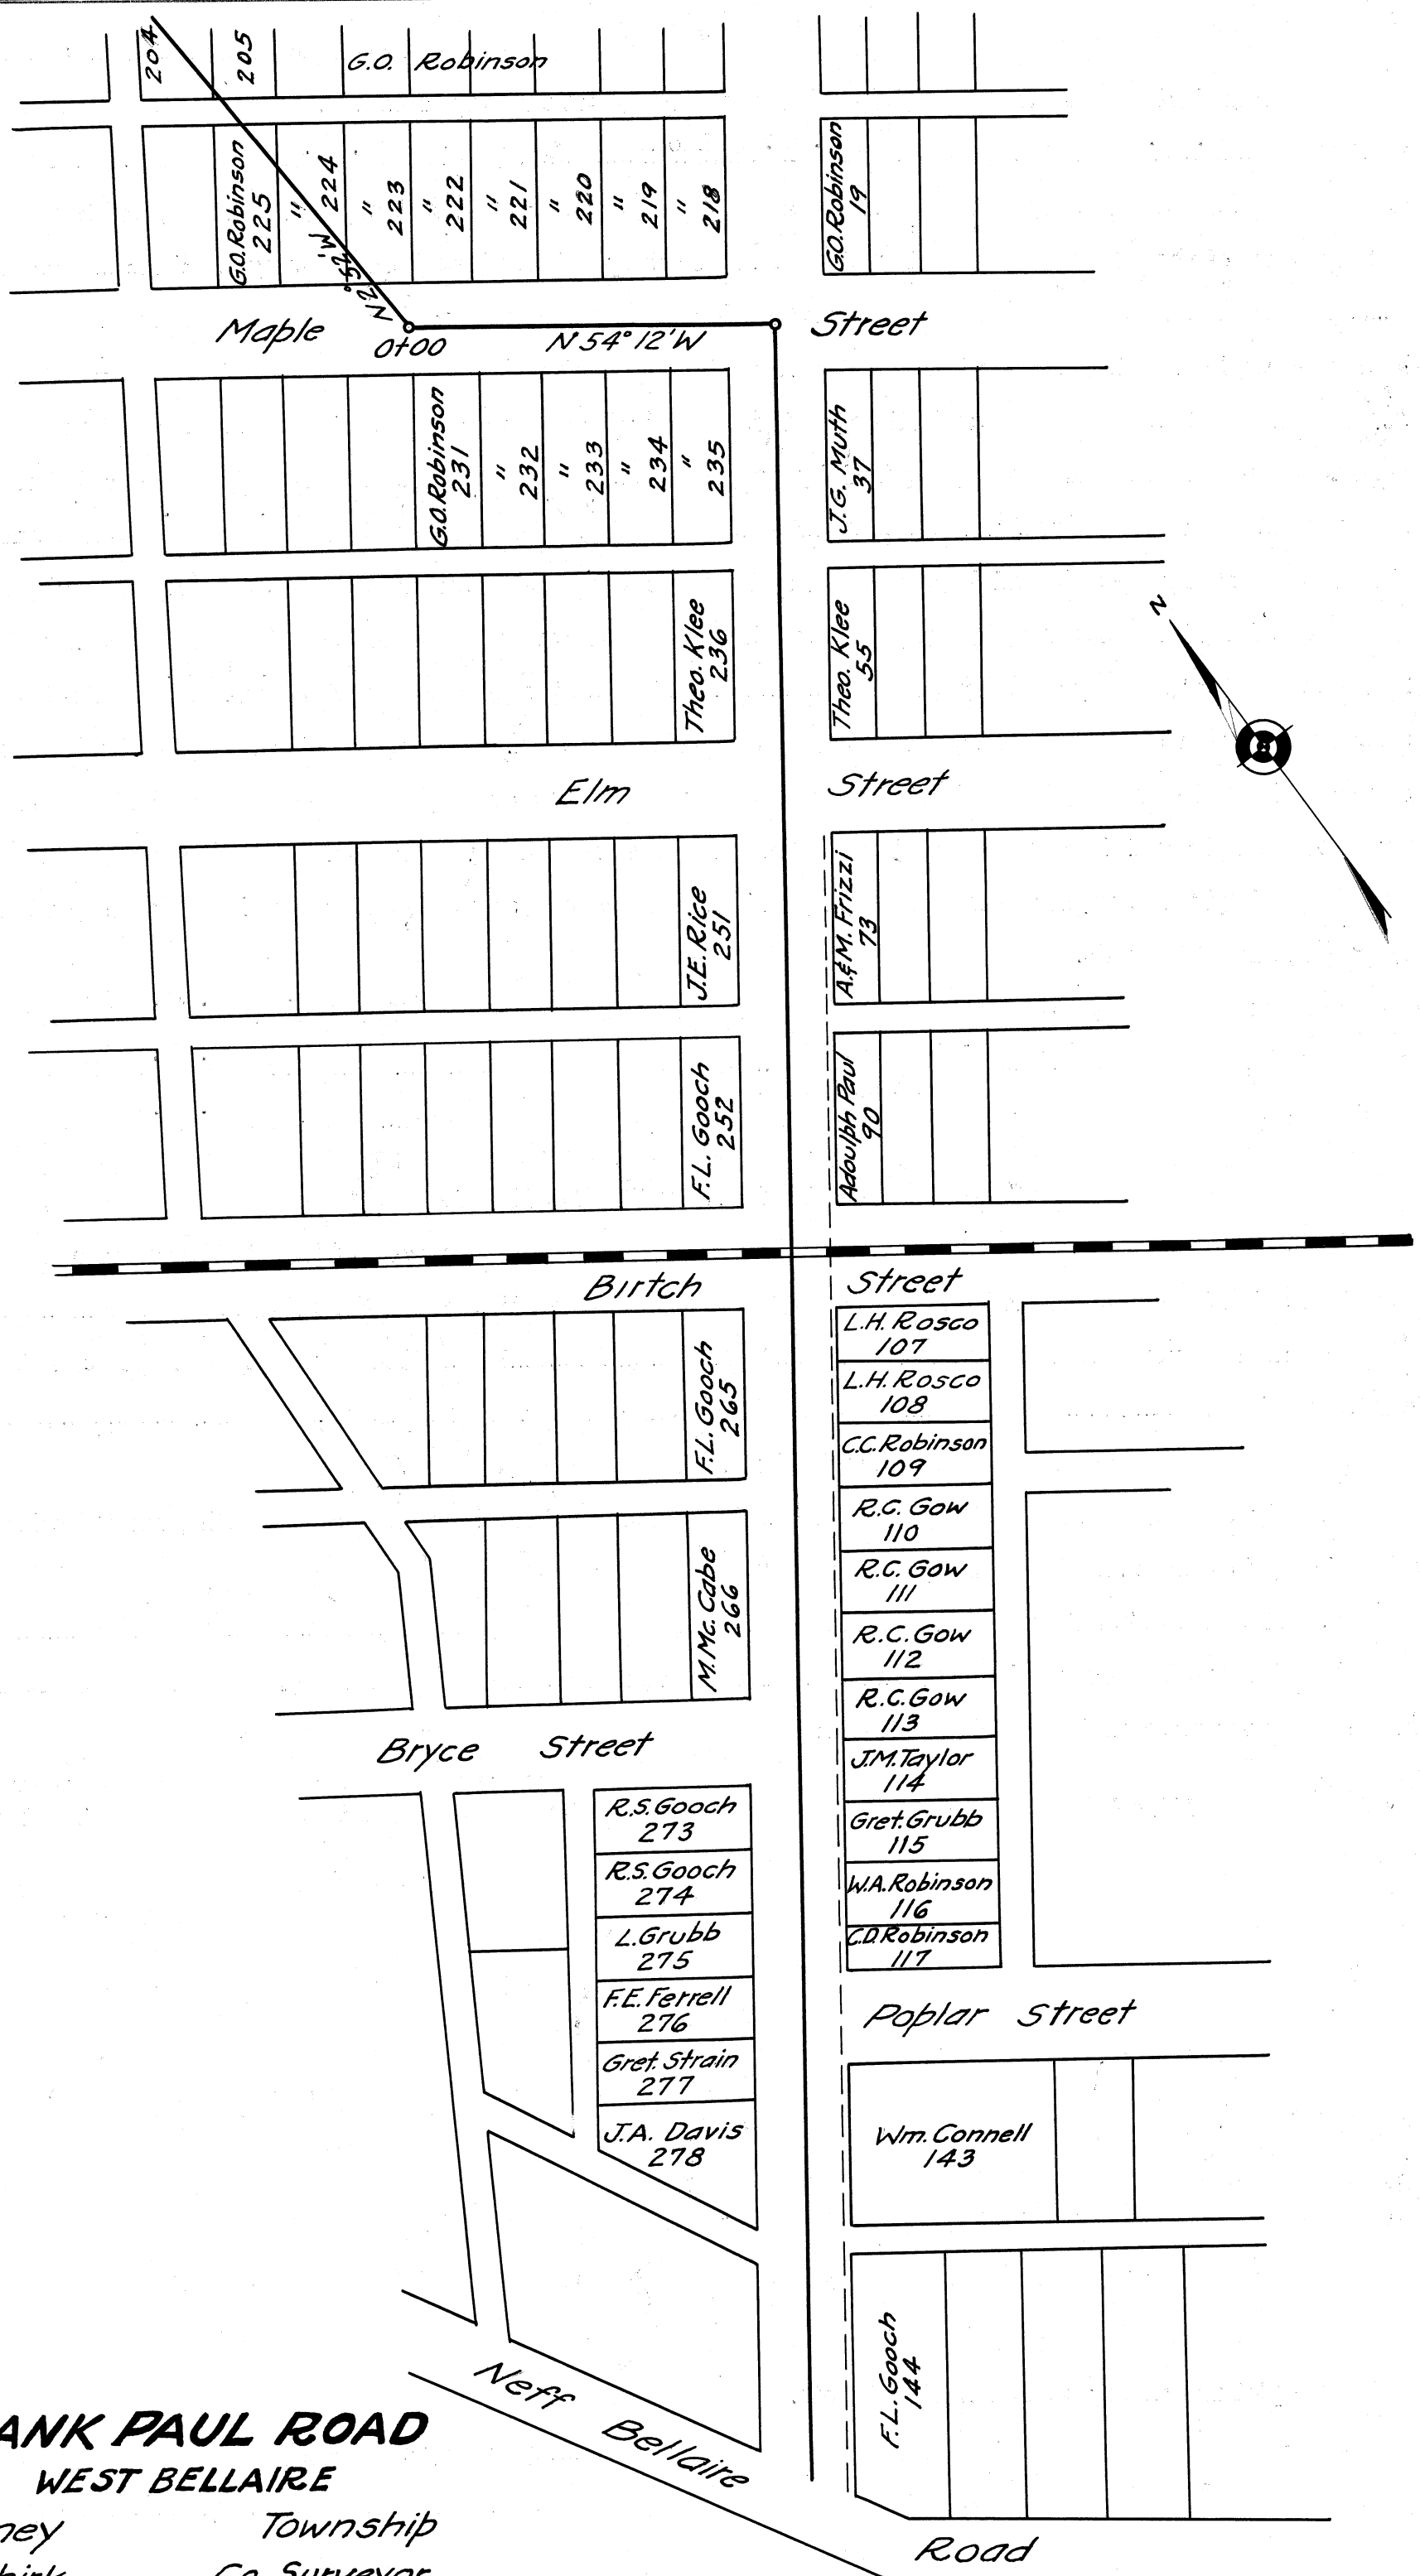 204
205
G.O. Robinson
G.O. Robinson
225
" 224
" 223
" 222
" 221
" 220
" 219
" 218
G.O. Robinson
19
N 2° 52' W
Maple Street
0+00
N 54° 12' W
G.O. Robinson
231
" 232
" 233
" 234
" 235
J.G. Muth
37
N
Theo. Klee
236
Theo. Klee
55
Elm Street
J.E. Rice
251
A.&M. Frizzi
73
F.L. Gooch
252
Adoulph Paul
90
Birtch Street
F.L. Gooch
265
L.H. Rosco
107
L.H. Rosco
108
C.C. Robinson
109
R.C. Gow
110
M. Mc. Cabe
266
R.C. Gow
111
R.C. Gow
112
R.C. Gow
113
Bryce Street
J.M. Taylor
114
R.S. Gooch
273
Gret. Grubb
115
R.S. Gooch
274
W.A. Robinson
116
L. Grubb
275
C.D. Robinson
117
F.E. Ferrell
276
Poplar Street
Gret. Strain
277
J.A. Davis
278
Wm. Connell
143
F.L. Gooch
144
Neff Bellaire Road
ANK PAUL ROAD
WEST BELLAIRE
ney Township
Co. Surveyor